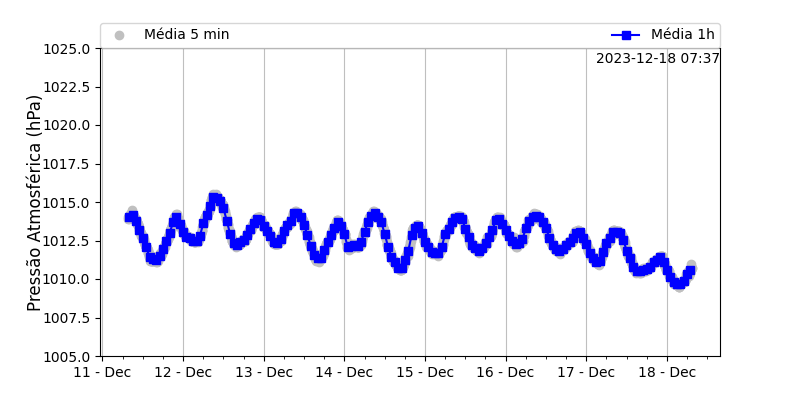 Média 5 min
Média 1h
2023-12-18 07:37
Pressão Atmosférica (hPa)
1025.0
1022.5
1020.0
1017.5
1015.0
1012.5
1010.0
1007.5
1005.0
11 - Dec
12 - Dec
13 - Dec
14 - Dec
15 - Dec
16 - Dec
17 - Dec
18 - Dec